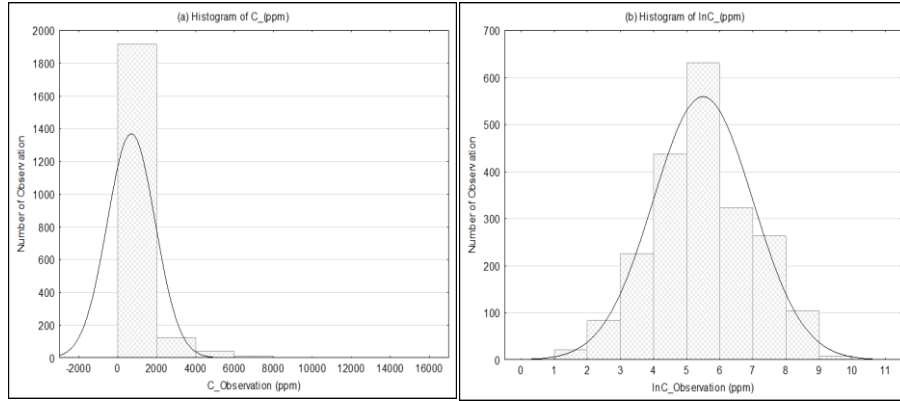 (a) Histogram of C_(ppm)
2000
1800
1600
1400
1200
1000
800
600
400
200
0
Number of Observation
-2000 0 2000 4000 6000 8000 10000 12000 14000 16000
C_Observation (ppm)
(b) Histogram of lnC_(ppm)
700
600
500
400
300
200
100
0
Number of Observation
0 1 2 3 4 5 6 7 8 9 10 11
lnC_Observation (ppm)